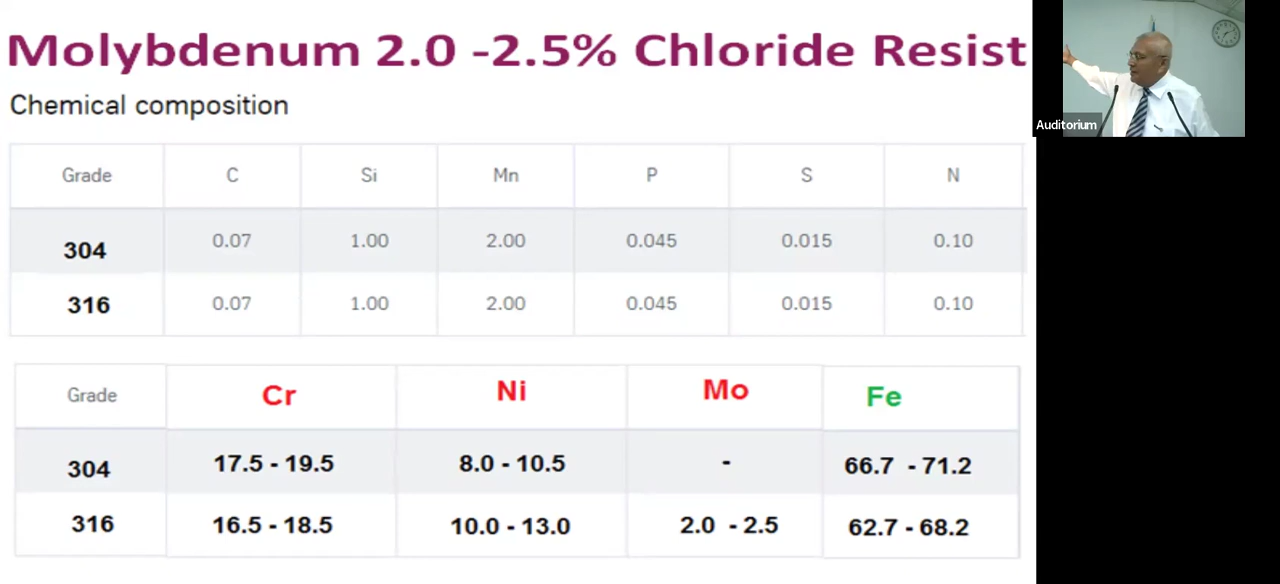 Molybdenum 2.0 -2.5% Chloride Resist
Auditorium
Chemical composition
Grade C Si Mn P S N
304 0.07 1.00 2.00 0.045 0.015 0.10
316 0.07 1.00 2.00 0.045 0.015 0.10
Grade Cr Ni Mo Fe
304 17.5 - 19.5 8.0 - 10.5 - 66.7 - 71.2
316 16.5 - 18.5 10.0 - 13.0 2.0 - 2.5 62.7 - 68.2